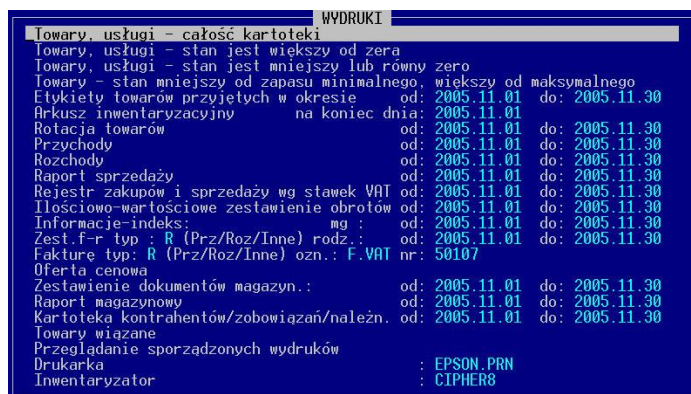 WYDRUKI
Towary, usługi - całość kartoteki
Towary, usługi - stan jest większy od zera
Towary, usługi - stan jest mniejszy lub równy zero
Towary - stan mniejszy od zapasu minimalnego, większy od maksymalnego
Etykiety towarów przyjętych w okresie od: 2005.11.01 do: 2005.11.30
Arkusz inwentaryzacyjny na koniec dnia: 2005.11.01
Rotacja towarów od: 2005.11.01 do: 2005.11.30
Przychody od: 2005.11.01 do: 2005.11.30
Rozchody od: 2005.11.01 do: 2005.11.30
Raport sprzedaży od: 2005.11.01 do: 2005.11.30
Rejestr zakupów i sprzedaży wg stawek VAT od: 2005.11.01 do: 2005.11.30
Ilościowo-wartościowe zestawienie obrotów od: 2005.11.01 do: 2005.11.30
Informacje-indeks: mg : od: 2005.11.01 do: 2005.11.30
Zest.f-r typ : R (Prz/Roz/Inne) rodz.: od: 2005.11.01 do: 2005.11.30
Fakturę typ: R (Prz/Roz/Inne) ozn.: F.VAT nr: 50107
Oferta cenowa
Zestawienie dokumentów magazyn.: od: 2005.11.01 do: 2005.11.30
Raport magazynowy od: 2005.11.01 do: 2005.11.30
Kartoteka kontrahentów/zobowiązań/należn. od: 2005.11.01 do: 2005.11.30
Towary wiązane
Przeglądanie sporządzonych wydruków
Drukarka : EPSON.PRN
Inwentaryzator : CIPHER8